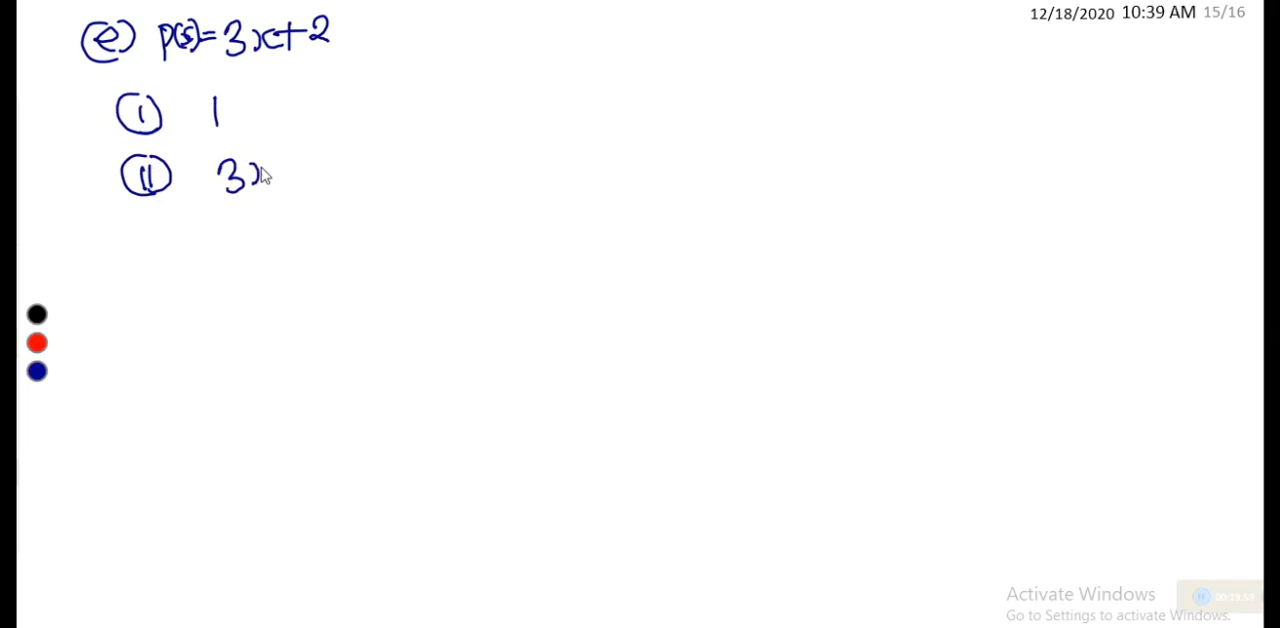 12/18/2020 10:39 AM 15/16
(e) p(s)=3x+2
(i) 1
(ii) 3x
Activate Windows
Go to Settings to activate Windows.